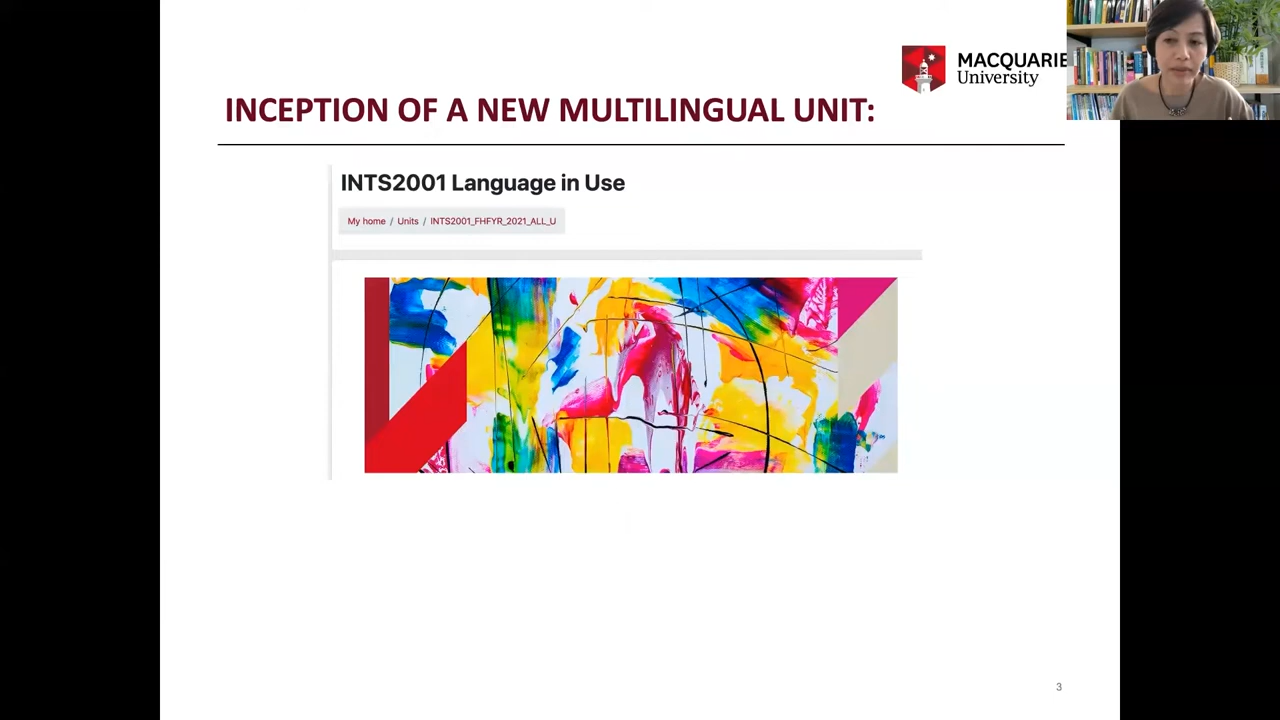 MACQUARIE
University
INCEPTION OF A NEW MULTILINGUAL UNIT:
INTS2001 Language in Use
My home / Units / INTS2001_FHFYR_2021_ALL_U
3